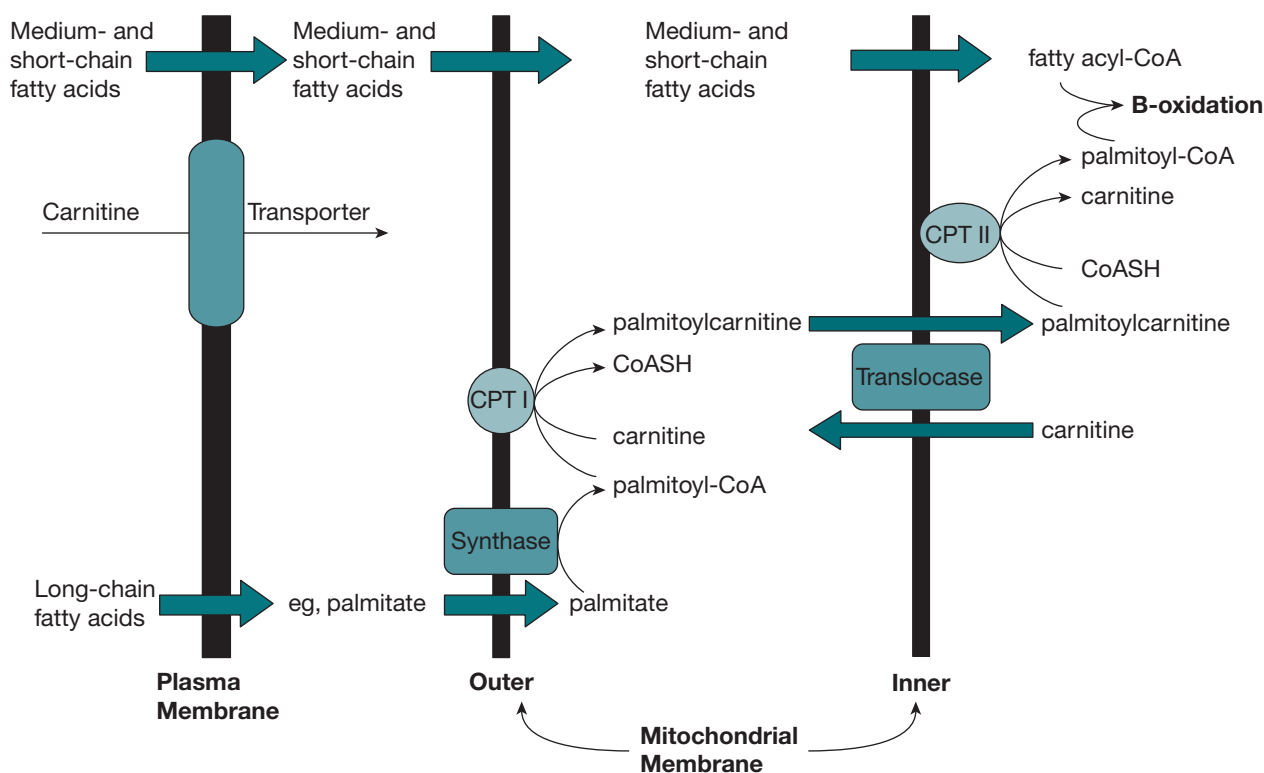 Medium- and
short-chain
fatty acids
Medium- and
short-chain
fatty acids
Medium- and
short-chain
fatty acids
fatty acyl-CoA
B-oxidation
palmitoyl-CoA
carnitine
CPT II
CoASH
palmitoylcarnitine
Carnitine
Transporter
palmitoylcarnitine
CoASH
CPT I
carnitine
palmitoyl-CoA
Translocase
carnitine
Synthase
Long-chain
fatty acids
eg, palmitate
palmitate
Plasma
Membrane
Outer
Inner
Mitochondrial
Membrane